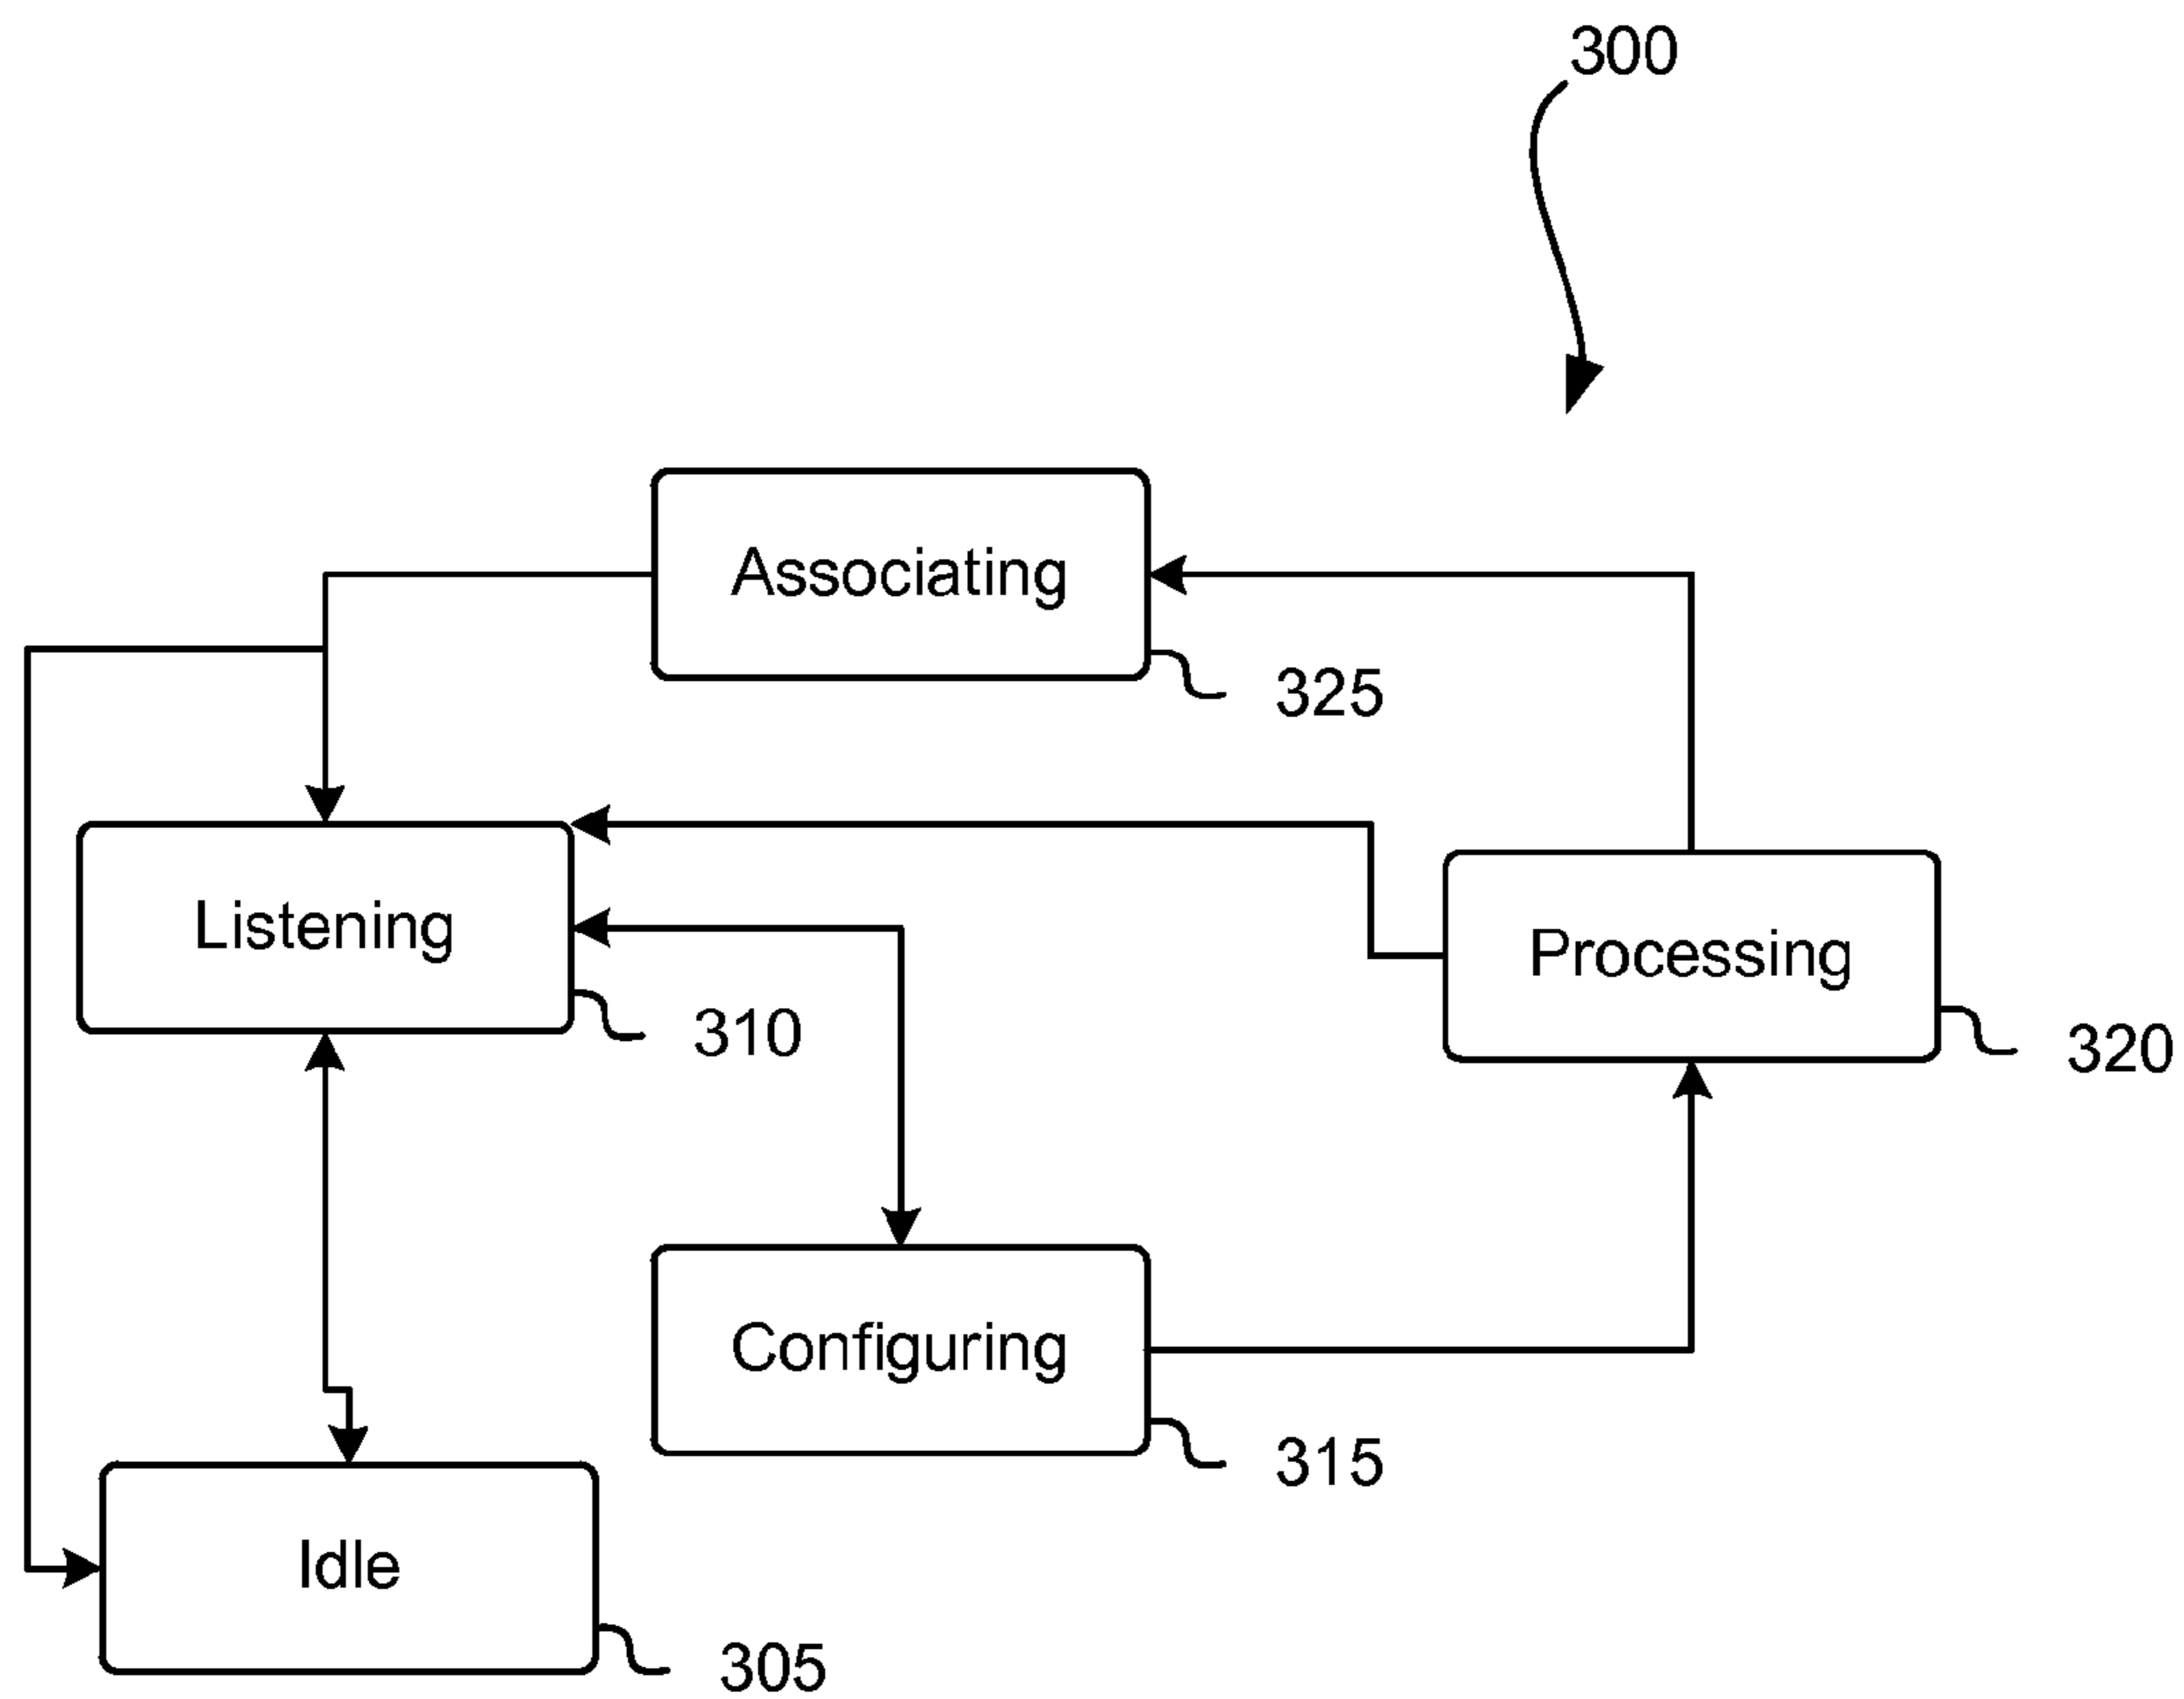 300
Associating
325
Listening
310
Processing
320
Configuring
315
Idle
305